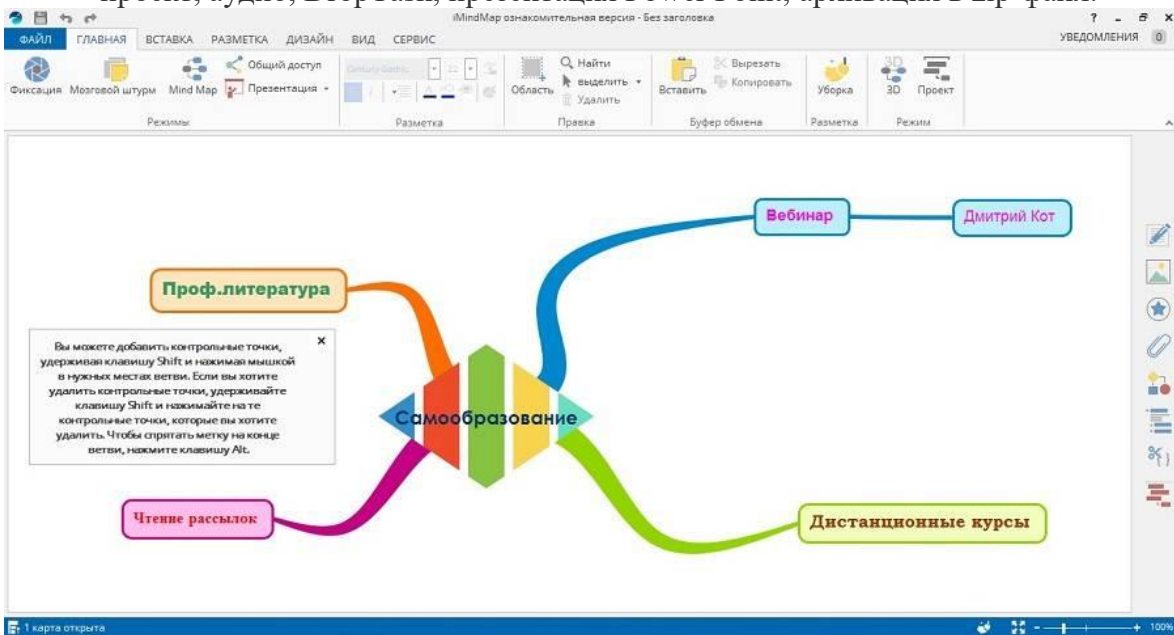 iMindMap ознакомительная версия - Без заголовка
ФАЙЛ ГЛАВНАЯ ВСТАВКА РАЗМЕТКА ДИЗАЙН ВИД СЕРВИС УВЕДОМЛЕНИЯ 0
Фиксация Мозговой штурм Mind Map Общий доступ
Презентация
Режимы
Century Gothic 12
Разметка
Область Найти
выделить
Удалить
Правка
Вставить Вырезать
Копировать
Буфер обмена
Уборка
Разметка
3D Проект
Режим
Вебинар Дмитрий Кот
Проф.литература
Вы можете добавить контрольные точки,
удерживая клавишу Shift и нажимая мышкой
в нужных местах ветви. Если вы хотите
удалить контрольные точки, удерживайте
клавишу Shift и нажимайте на те
контрольные точки, которые вы хотите
удалить. Чтобы спрятать метку на конце
ветви, нажмите клавишу Alt.
Самообразование
Чтение рассылок
Дистанционные курсы
1 карта открыта 100%